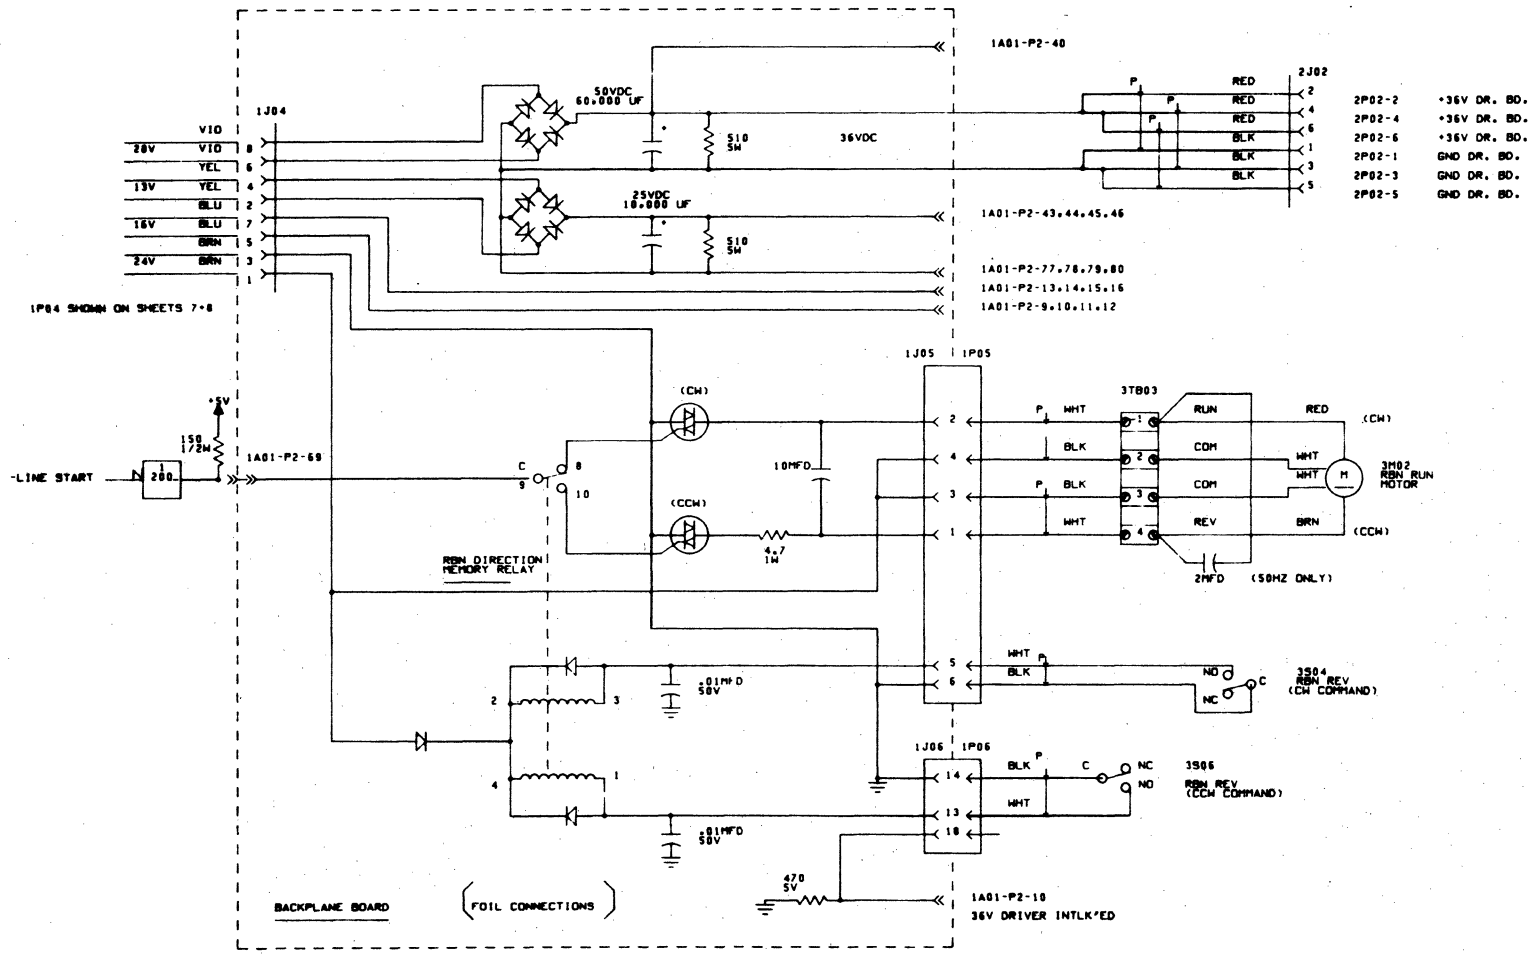 1A01-P2-40
2J02
1J04
50VDC
60,000 UF
36VDC
510
5W
P
P
P
RED
RED
RED
BLK
BLK
BLK
2
4
6
1
3
5
2P02-2 +36V DR. BD.
2P02-4 +36V DR. BD.
2P02-6 +36V DR. BD.
2P02-1 GND DR. BD.
2P02-3 GND DR. BD.
2P02-5 GND DR. BD.
VIO
28V VIO 8
YEL 6
13V YEL 4
BLU 2
16V BLU 7
BRN 5
24V BRN 3
1
25VDC
10,000 UF
510
5W
1A01-P2-43,44,45,46
1A01-P2-77,78,79,80
1A01-P2-13,14,15,16
1A01-P2-9,10,11,12
1P04 SHOWN ON SHEETS 7+8
1J05 1P05
3TB03
+5V
150
1/2W
1A01-P2-69
-LINE START
1
200
C
9
8
10
(CW)
(CCW)
10MFD
4.7
1W
RBN DIRECTION
MEMORY RELAY
2 P WHT 1 RUN RED (CW)
4 BLK 2 COM WHT
3 P BLK 3 COM WHT
1 WHT 4 REV BRN (CCW)
M
3M02
RBN RUN
MOTOR
2MFD (50HZ ONLY)
2
3
4
1
.01MFD
50V
.01MFD
50V
5 WHT P
6 BLK
NO
NC
C
3S04
RBN REV
(CW COMMAND)
1J06 1P06
14 BLK P
13 WHT
18
C
NC
NO
3S06
RBN REV
(CCW COMMAND)
470
5V
1A01-P2-10
36V DRIVER INTLK'ED
BACKPLANE BOARD
(FOIL CONNECTIONS)